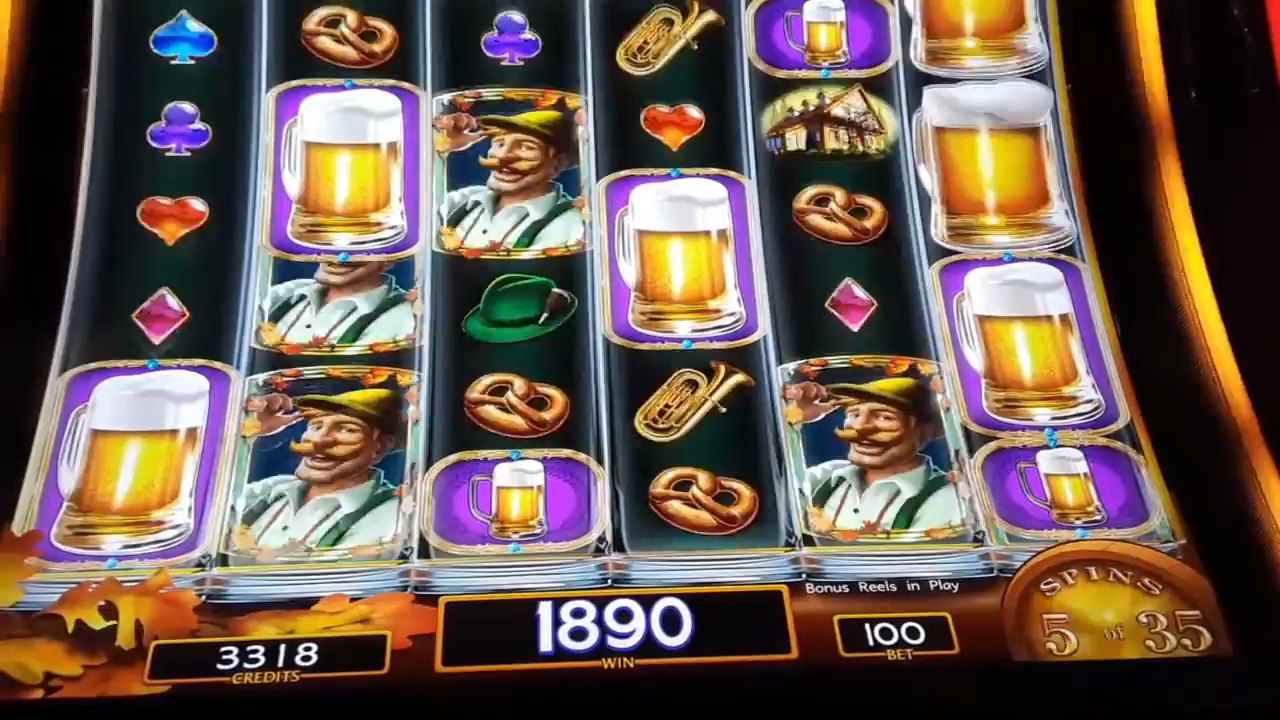 Bonus Reels in Play
SPINS
5 of 35
3318
CREDITS
1890
WIN
100
BET